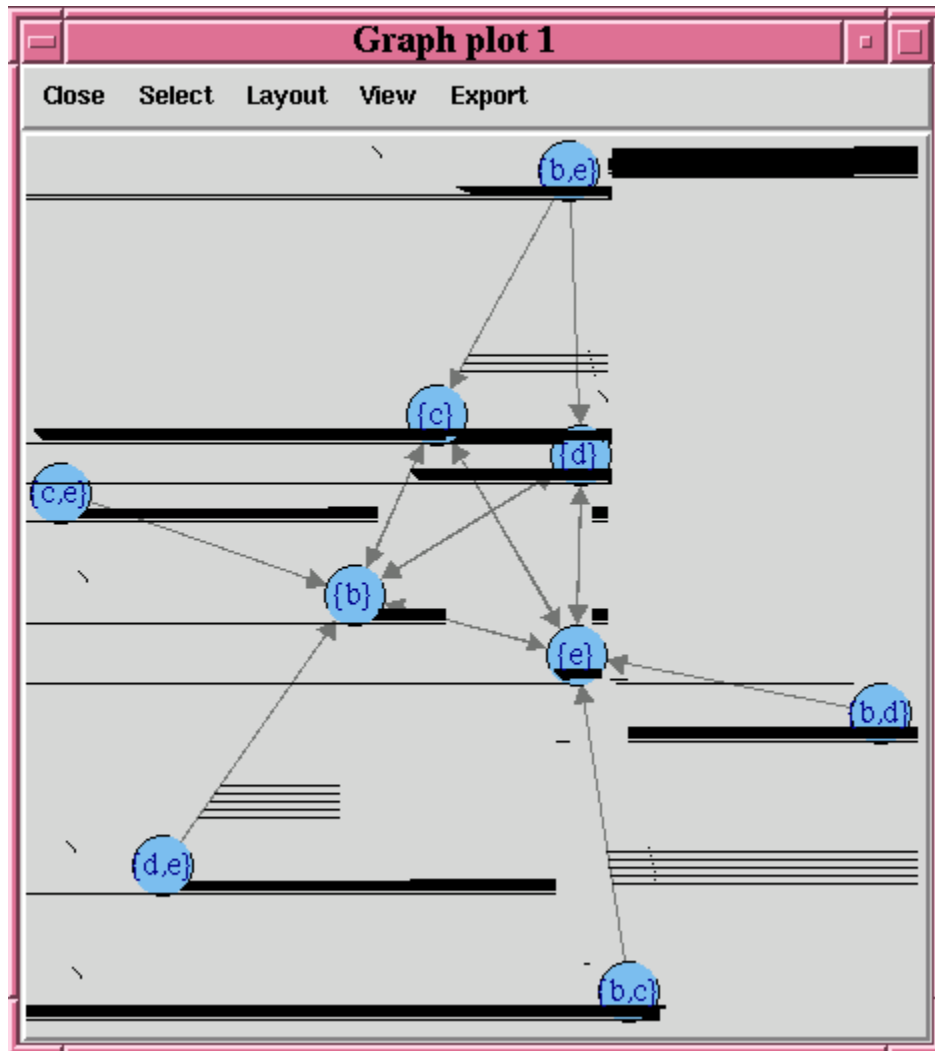 Graph plot 1
Close Select Layout View Export
{b,e}
{c}
{d}
{c,e}
{b}
{e}
{b,d}
{d,e}
{b,c}